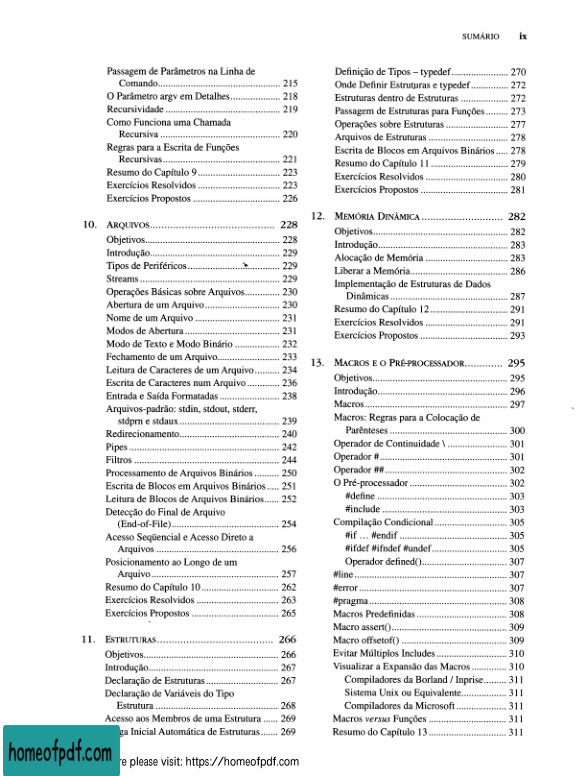 SUMÁRIO ix
Passagem de Parâmetros na Linha de
Comando.......... 215
O Parâmetro argv em Detalhes.......... 218
Recursividade .......... 219
Como Funciona uma Chamada
Recursiva .......... 220
Regras para a Escrita de Funções
Recursivas.......... 221
Resumo do Capítulo 9.......... 223
Exercícios Resolvidos .......... 223
Exercícios Propostos .......... 226
10. ARQUIVOS.......... 228
Objetivos.......... 228
Introdução.......... 229
Tipos de Periféricos.......... 229
Streams .......... 229
Operações Básicas sobre Arquivos.......... 230
Abertura de um Arquivo.......... 230
Nome de um Arquivo .......... 231
Modos de Abertura.......... 231
Modo de Texto e Modo Binário .......... 232
Fechamento de um Arquivo.......... 233
Leitura de Caracteres de um Arquivo.......... 234
Escrita de Caracteres num Arquivo .......... 236
Entrada e Saída Formatadas .......... 238
Arquivos-padrão: stdin, stdout, stderr,
stdprn e stdaux.......... 239
Redirecionamento.......... 240
Pipes .......... 242
Filtros .......... 244
Processamento de Arquivos Binários .......... 250
Escrita de Blocos em Arquivos Binários..... 251
Leitura de Blocos de Arquivos Binários...... 252
Detecção do Final de Arquivo
(End-of-File).......... 254
Acesso Seqüencial e Acesso Direto a
Arquivos .......... 256
Posicionamento ao Longo de um
Arquivo.......... 257
Resumo do Capítulo 10.......... 262
Exercícios Resolvidos .......... 263
Exercícios Propostos .......... 265
11. ESTRUTURAS.......... 266
Objetivos.......... 266
Introdução.......... 267
Declaração de Estruturas.......... 267
Declaração de Variáveis do Tipo
Estrutura .......... 268
Acesso aos Membros de uma Estrutura ...... 269
Inicial Automática de Estruturas...... 269
Definição de Tipos – typedef.......... 270
Onde Definir Estruturas e typedef.......... 272
Estruturas dentro de Estruturas .......... 272
Passagem de Estruturas para Funções.......... 273
Operações sobre Estruturas .......... 277
Arquivos de Estruturas .......... 278
Escrita de Blocos em Arquivos Binários ..... 278
Resumo do Capítulo 11.......... 279
Exercícios Resolvidos .......... 280
Exercícios Propostos .......... 281
12. MEMÓRIA DINÂMICA .......... 282
Objetivos.......... 282
Introdução.......... 283
Alocação de Memória .......... 283
Liberar a Memória.......... 286
Implementação de Estruturas de Dados
Dinâmicas .......... 287
Resumo do Capítulo 12.......... 291
Exercícios Resolvidos .......... 291
Exercícios Propostos .......... 293
13. MACROS E O PRÉ-PROCESSADOR.......... 295
Objetivos.......... 295
Introdução.......... 296
Macros.......... 297
Macros: Regras para a Colocação de
Parênteses .......... 300
Operador de Continuidade \ .......... 301
Operador #.......... 301
Operador ##.......... 302
O Pré-processador .......... 302
#define .......... 303
#include .......... 303
Compilação Condicional.......... 305
#if ... #endif .......... 305
#ifdef #ifndef #undef.......... 305
Operador defined().......... 307
#line.......... 307
#error.......... 307
#pragma.......... 308
Macros Predefinidas .......... 308
Macro assert().......... 309
Macro offsetof() .......... 309
Evitar Múltiplos Includes.......... 310
Visualizar a Expansão das Macros .......... 310
Compiladores da Borland / Inprise........ 311
Sistema Unix ou Equivalente.......... 311
Compiladores da Microsoft.......... 311
Macros versus Funções .......... 311
Resumo do Capítulo 13.......... 311
homeofpdf.com
re please visit: https://homeofpdf.com